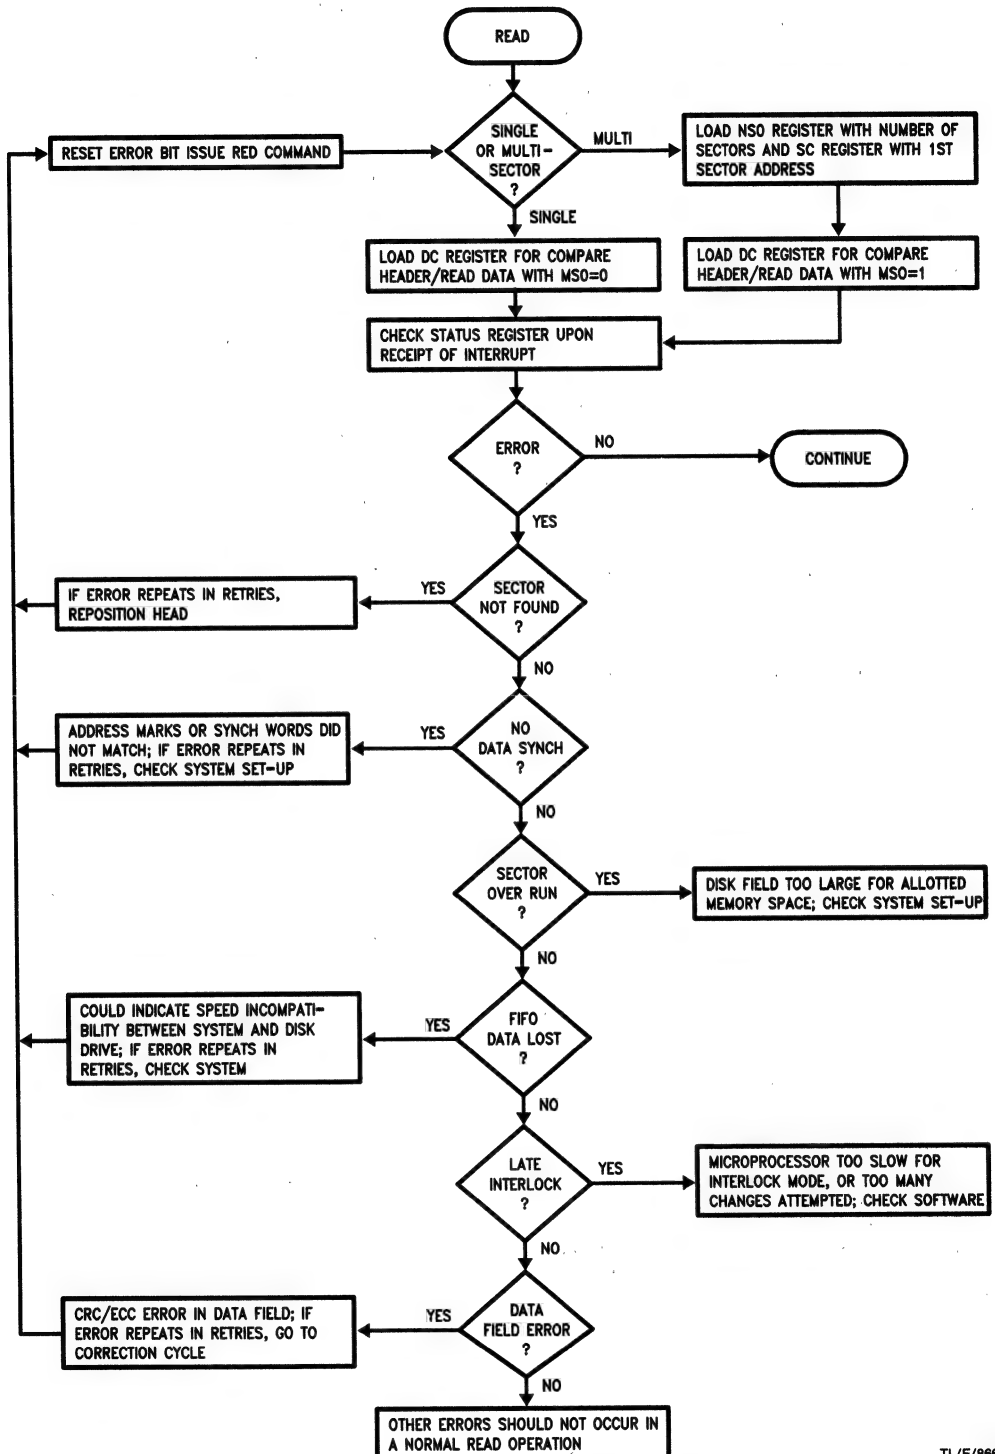 READ
SINGLE
OR MULTI-
SECTOR
?
MULTI
LOAD NSO REGISTER WITH NUMBER OF
SECTORS AND SC REGISTER WITH 1ST
SECTOR ADDRESS
RESET ERROR BIT ISSUE RED COMMAND
SINGLE
LOAD DC REGISTER FOR COMPARE
HEADER/READ DATA WITH MSO=0
LOAD DC REGISTER FOR COMPARE
HEADER/READ DATA WITH MSO=1
CHECK STATUS REGISTER UPON
RECEIPT OF INTERRUPT
ERROR
?
NO
CONTINUE
YES
SECTOR
NOT FOUND
?
YES
IF ERROR REPEATS IN RETRIES,
REPOSITION HEAD
NO
NO
DATA SYNCH
?
YES
ADDRESS MARKS OR SYNCH WORDS DID
NOT MATCH; IF ERROR REPEATS IN
RETRIES, CHECK SYSTEM SET-UP
NO
SECTOR
OVER RUN
?
YES
DISK FIELD TOO LARGE FOR ALLOTTED
MEMORY SPACE; CHECK SYSTEM SET-UP
NO
FIFO
DATA LOST
?
YES
COULD INDICATE SPEED INCOMPATI-
BILITY BETWEEN SYSTEM AND DISK
DRIVE; IF ERROR REPEATS IN
RETRIES, CHECK SYSTEM
NO
LATE
INTERLOCK
?
YES
MICROPROCESSOR TOO SLOW FOR
INTERLOCK MODE, OR TOO MANY
CHANGES ATTEMPTED; CHECK SOFTWARE
NO
DATA
FIELD ERROR
?
YES
CRC/ECC ERROR IN DATA FIELD; IF
ERROR REPEATS IN RETRIES, GO TO
CORRECTION CYCLE
NO
OTHER ERRORS SHOULD NOT OCCUR IN
A NORMAL READ OPERATION